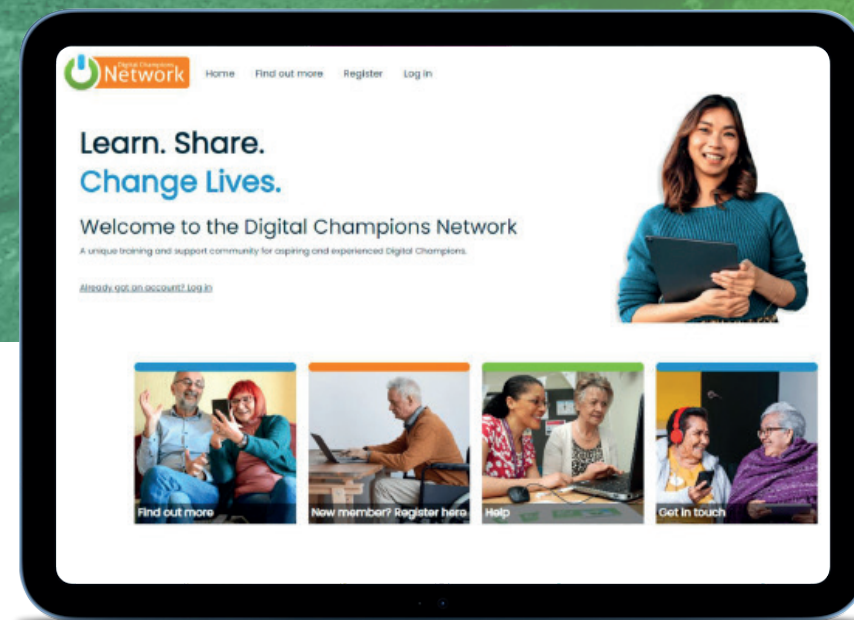 Digital Champions
Network
Home Find out more Register Log in
Learn. Share.
Change Lives.
Welcome to the Digital Champions Network
A unique training and support community for aspiring and experienced Digital Champions.
Already got an account? Log in
Find out more
New member? Register here
Help
Get in touch